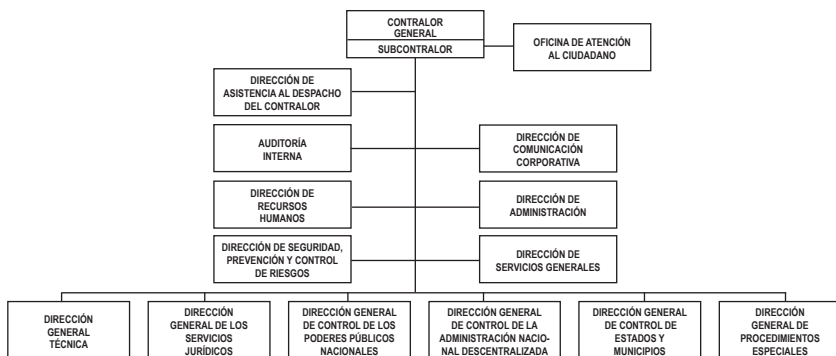 CONTRALOR
GENERAL
SUBCONTRALOR
OFICINA DE ATENCIÓN
AL CIUDADANO
DIRECCIÓN DE
ASISTENCIA AL DESPACHO
DEL CONTRALOR
AUDITORÍA
INTERNA
DIRECCIÓN DE
COMUNICACIÓN
CORPORATIVA
DIRECCIÓN DE
RECURSOS
HUMANOS
DIRECCIÓN DE
ADMINISTRACIÓN
DIRECCIÓN DE SEGURIDAD,
PREVENCIÓN Y CONTROL
DE RIESGOS
DIRECCIÓN DE
SERVICIOS GENERALES
DIRECCIÓN
GENERAL
TÉCNICA
DIRECCIÓN
GENERAL DE LOS
SERVICIOS
JURÍDICOS
DIRECCIÓN GENERAL
DE CONTROL DE LOS
PODERES PÚBLICOS
NACIONALES
DIRECCIÓN GENERAL
DE CONTROL DE LA
ADMINISTRACIÓN NACIO-
NAL DESCENTRALIZADA
DIRECCIÓN GENERAL
DE CONTROL DE
ESTADOS Y
MUNICIPIOS
DIRECCIÓN
GENERAL DE
PROCEDIMIENTOS
ESPECIALES